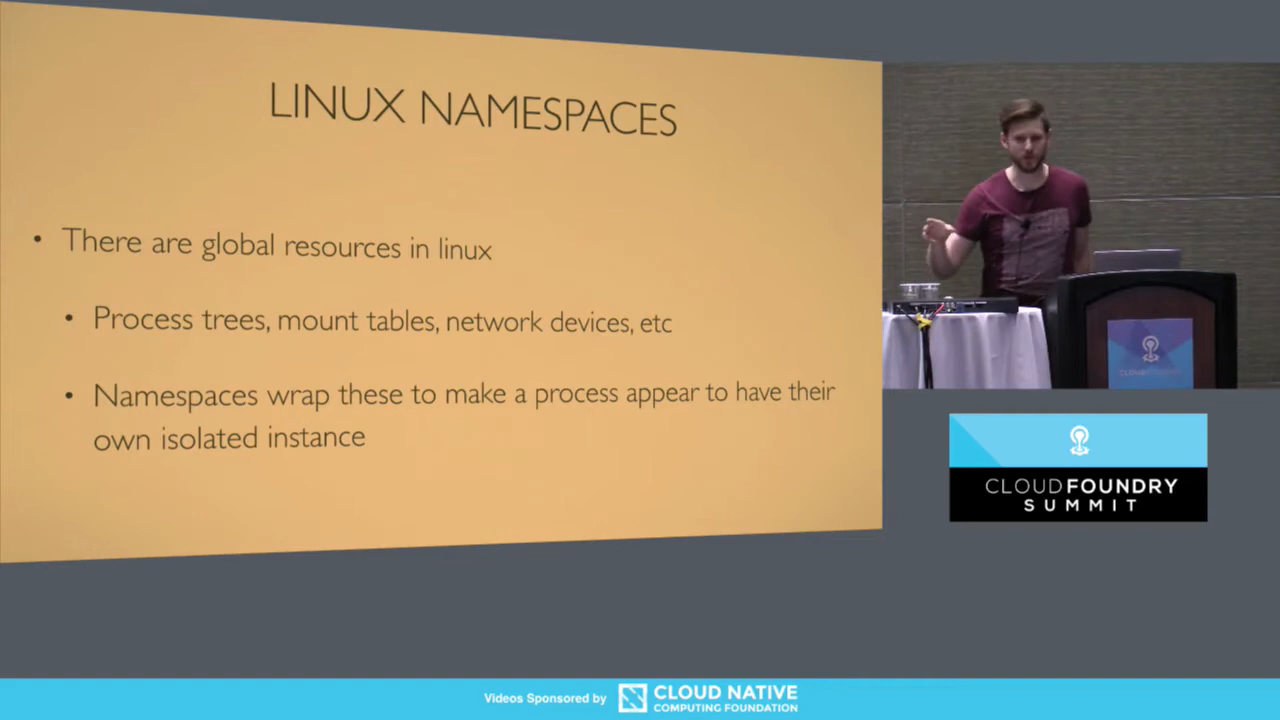 LINUX NAMESPACES
• There are global resources in linux
• Process trees, mount tables, network devices, etc
• Namespaces wrap these to make a process appear to have their
own isolated instance
CLOUD FOUNDRY
CLOUD FOUNDRY
SUMMIT
Videos Sponsored by
CLOUD NATIVE
COMPUTING FOUNDATION